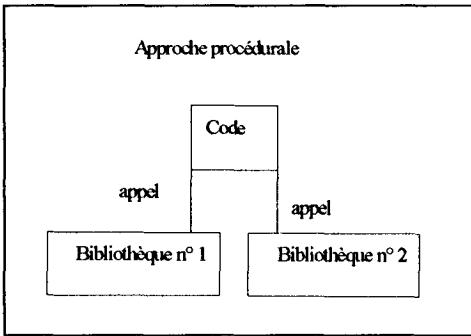 Approche procédurale
Code
appel
appel
Bibliothèque n° 1
Bibliothèque n° 2